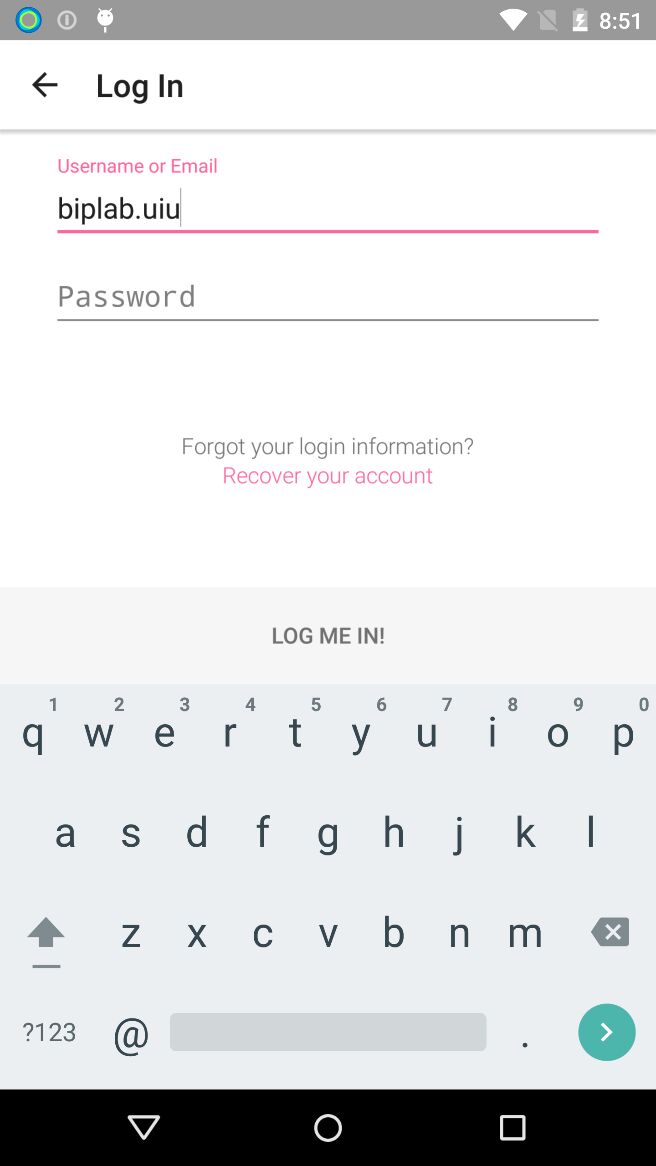 8:51
Log In
Username or Email
biplab.uiu
Password
Forgot your login information?
Recover your account
LOG ME IN!
1 2 3 4 5 6 7 8 9 0
q w e r t y u i o p
a s d f g h j k l
z x c v b n m
?123 @ .